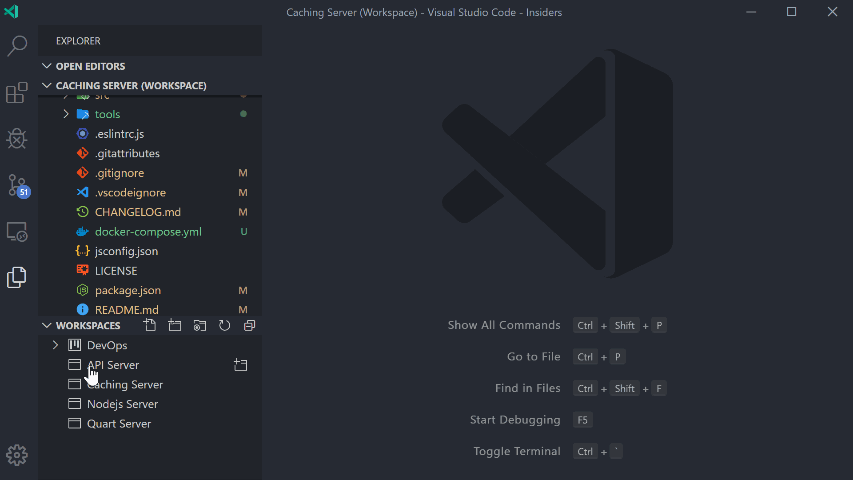 Caching Server (Workspace) - Visual Studio Code - Insiders
EXPLORER
OPEN EDITORS
CACHING SERVER (WORKSPACE)
src
tools
.eslintrc.js
.gitattributes
.gitignore M
.vscodeignore M
CHANGELOG.md M
docker-compose.yml U
jsconfig.json
LICENSE
package.json M
README.md M
51
WORKSPACES
DevOps
API Server
Caching Server
Nodejs Server
Quart Server
Show All Commands Ctrl + Shift + P
Go to File Ctrl + P
Find in Files Ctrl + Shift + F
Start Debugging F5
Toggle Terminal Ctrl + `